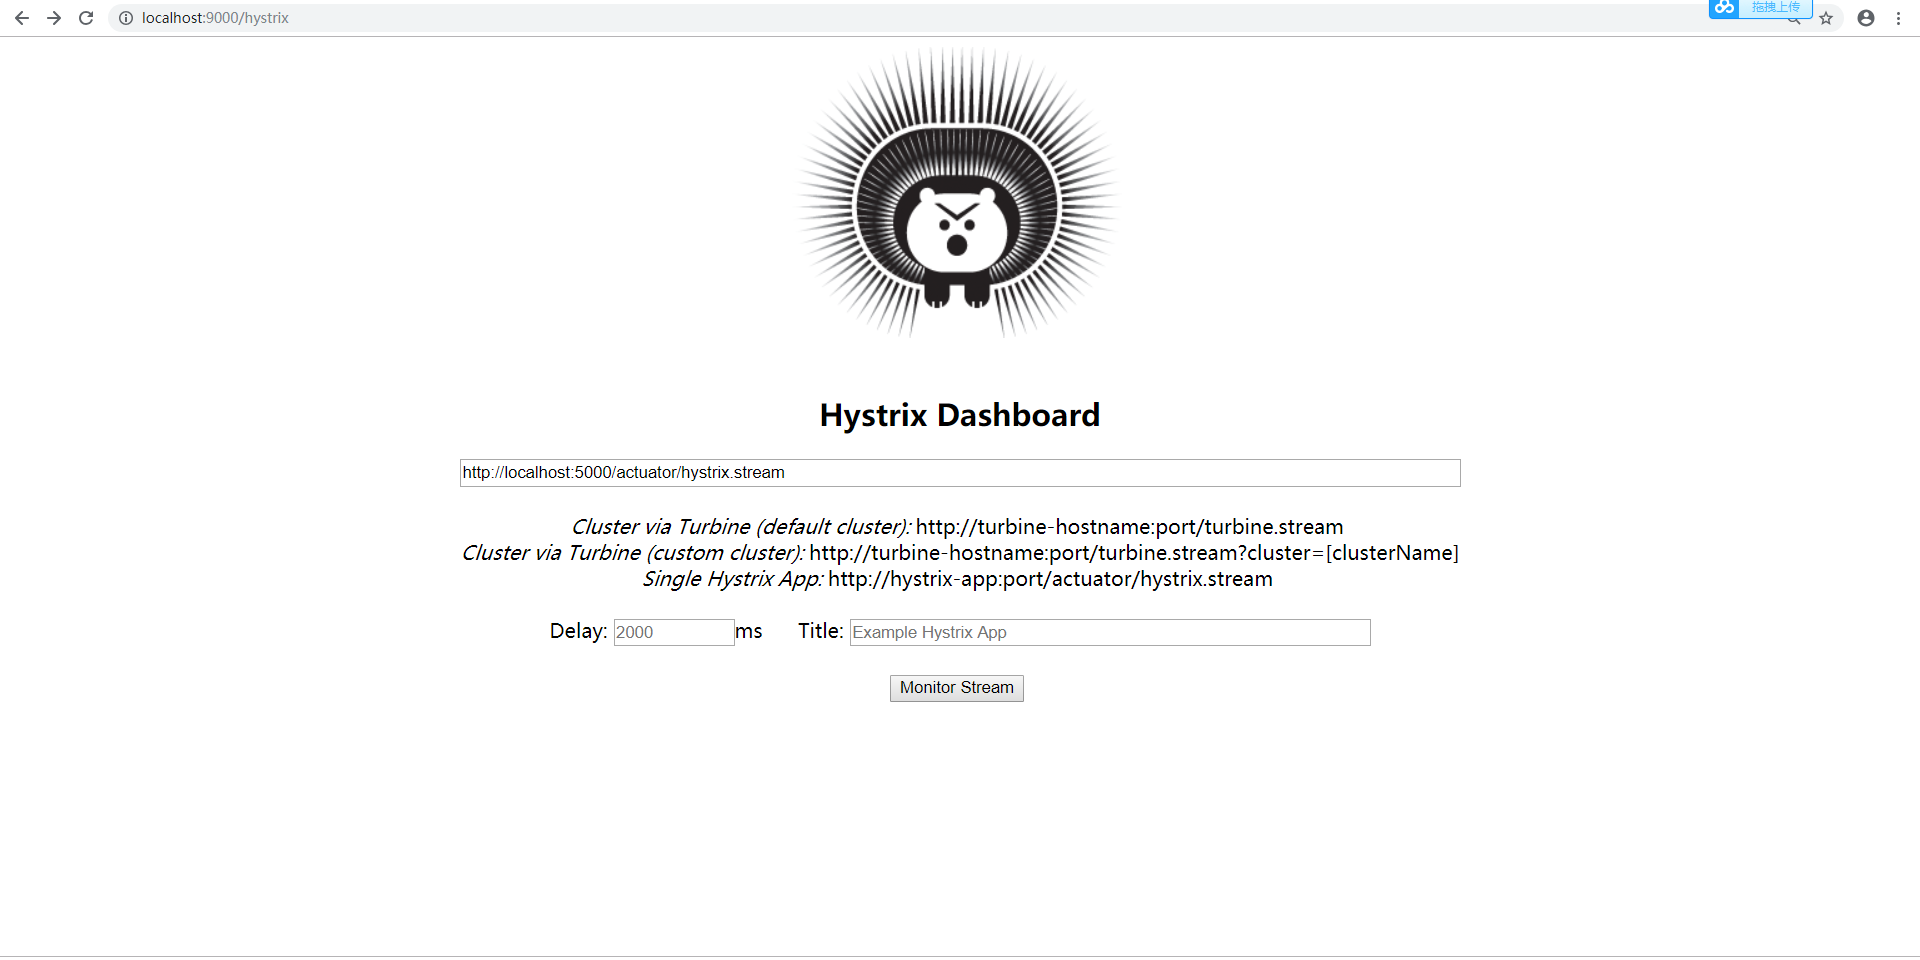 localhost:9000/hystrix
拖拽上传
Hystrix Dashboard
http://localhost:5000/actuator/hystrix.stream
Cluster via Turbine (default cluster): http://turbine-hostname:port/turbine.stream
Cluster via Turbine (custom cluster): http://turbine-hostname:port/turbine.stream?cluster=[clusterName]
Single Hystrix App: http://hystrix-app:port/actuator/hystrix.stream
Delay: 2000 ms Title: Example Hystrix App
Monitor Stream